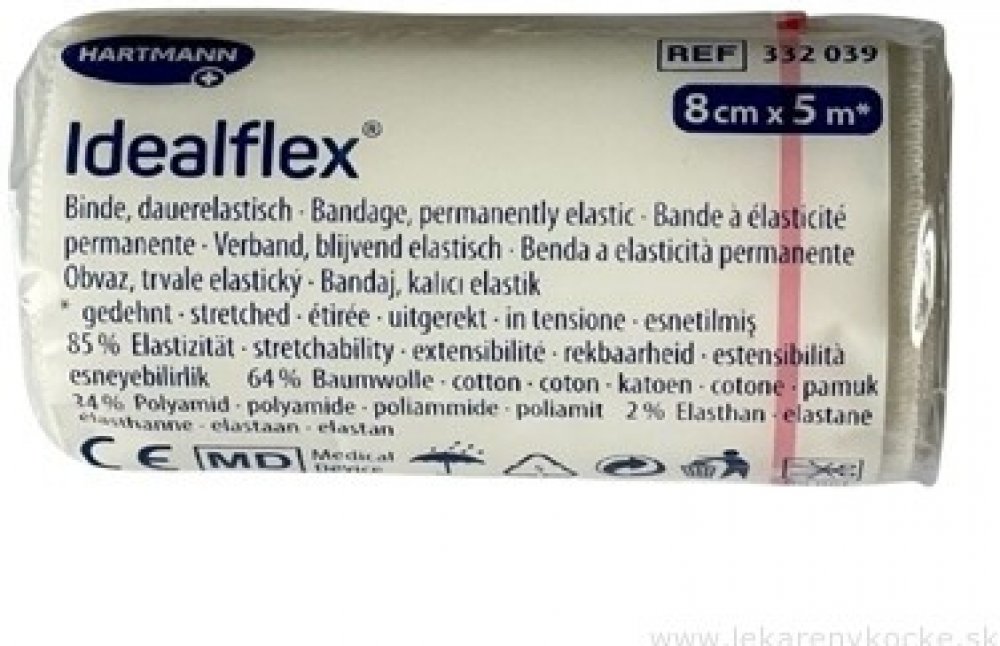 HARTMANN
REF 332 039
8 cm x 5 m*
Idealflex®
Binde, dauerelastisch · Bandage, permanently elastic · Bande à élasticité
permanente · Verband, blijvend elastisch · Benda a elasticità permanente
Obvaz, trvale elastický · Bandaj, kalıcı elastik
* gedehnt · stretched · étirée · uitgerekt · in tensione · esnetilmiş
85 % Elastizität · stretchability · extensibilité · rekbaarheid · estensibilità
esneyebilirlik 64 % Baumwolle · cotton · coton · katoen · cotone · pamuk
34 % Polyamid · polyamide · poliammide · poliamit 2 % Elasthan · elastane
elasthanne · elastaan · elastan
CE MD Medical
Device
www.lekarenvkocke.sk